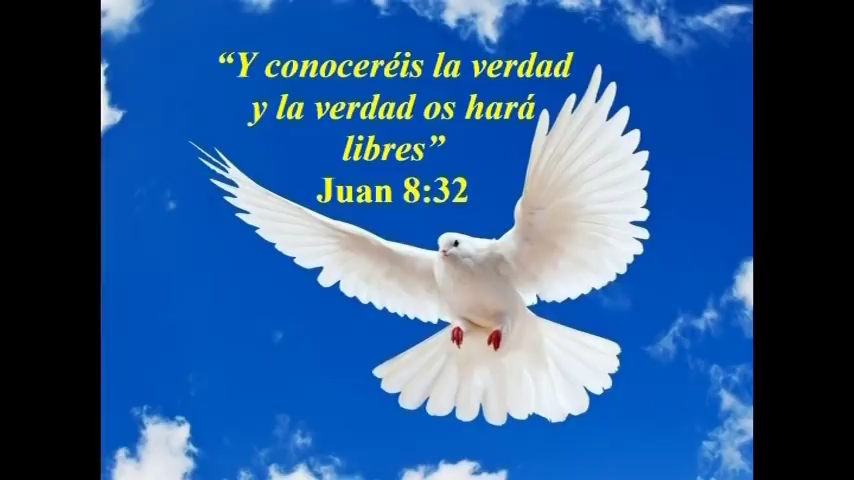 “Y conoceréis la verdad
y la verdad os hará
libres”
Juan 8:32